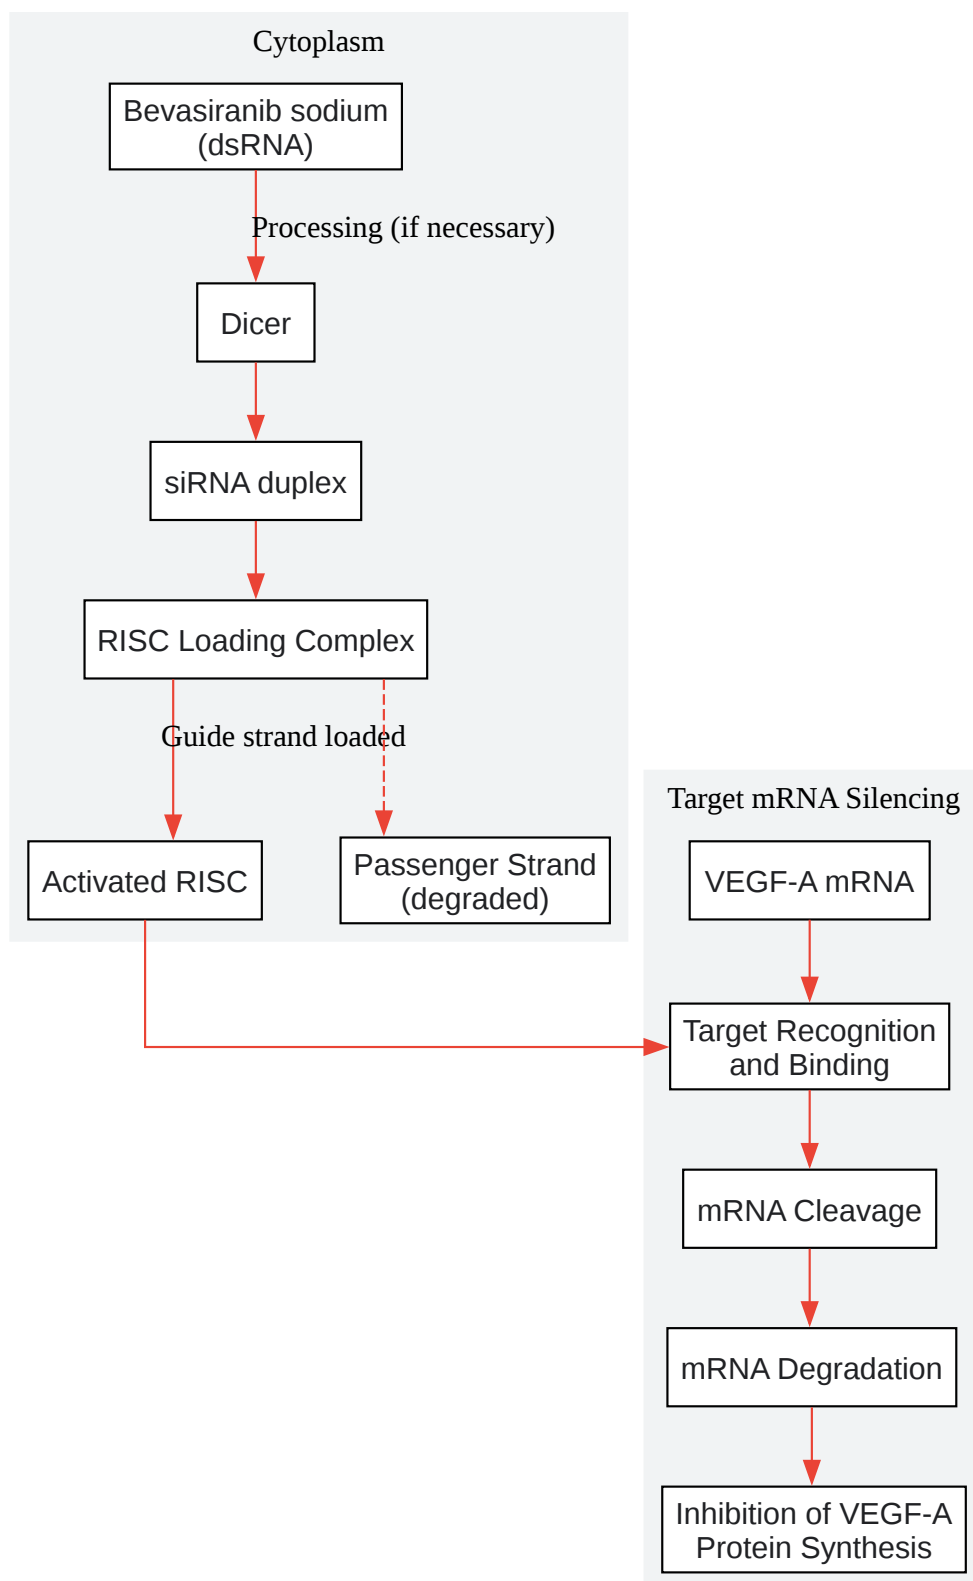 Cytoplasm
Bevasiranib sodium
(dsRNA)
Processing (if necessary)
Dicer
siRNA duplex
RISC Loading Complex
Guide strand loaded
Activated RISC
Passenger Strand
(degraded)
Target mRNA Silencing
VEGF-A mRNA
Target Recognition
and Binding
mRNA Cleavage
mRNA Degradation
Inhibition of VEGF-A
Protein Synthesis